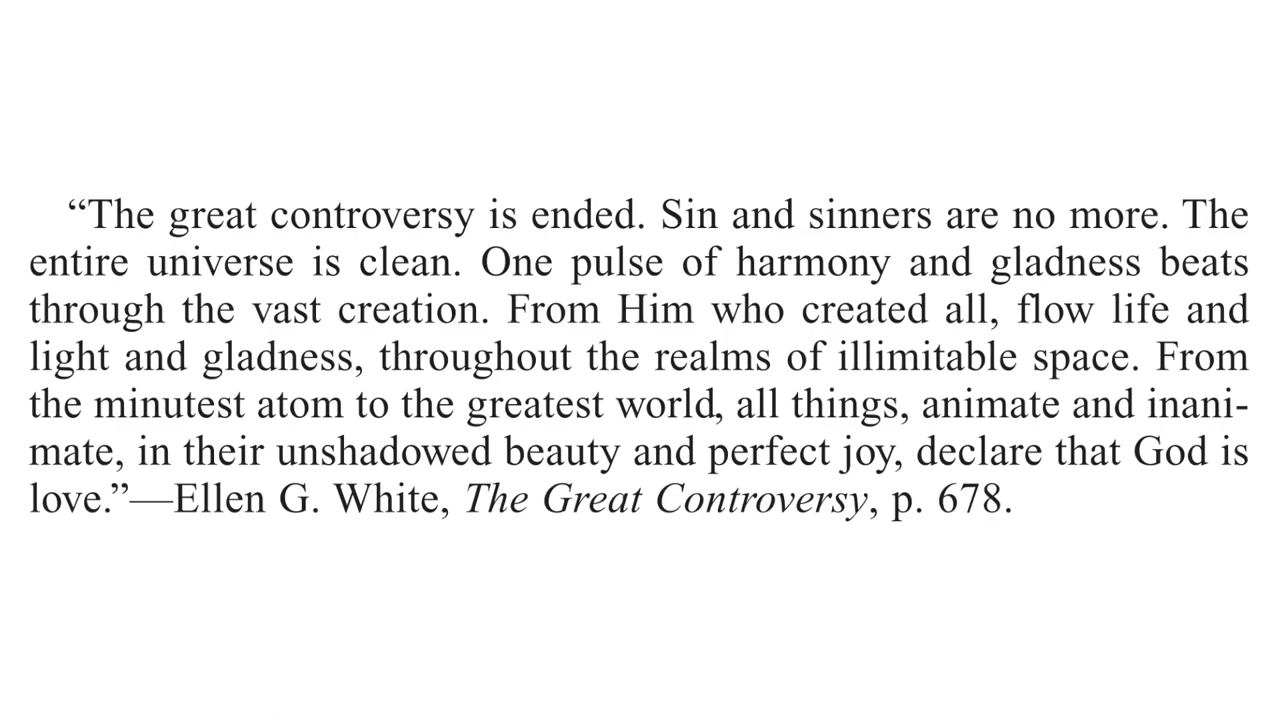 “The great controversy is ended. Sin and sinners are no more. The
entire universe is clean. One pulse of harmony and gladness beats
through the vast creation. From Him who created all, flow life and
light and gladness, throughout the realms of illimitable space. From
the minutest atom to the greatest world, all things, animate and inani-
mate, in their unshadowed beauty and perfect joy, declare that God is
love.”—Ellen G. White, The Great Controversy, p. 678.